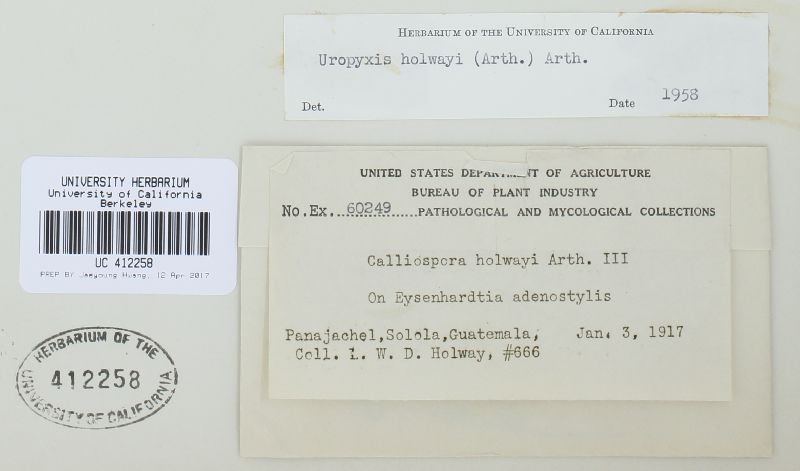 HERBARIUM OF THE UNIVERSITY OF CALIFORNIA
Uropyxis holwayi (Arth.) Arth.
Det. Date 1958
UNIVERSITY HERBARIUM
University of California
Berkeley
UC 412258
PREP BY Jaeyoung Huang, 12 Apr 2017
HERBARIUM OF THE
412258
UNIVERSITY OF CALIFORNIA
UNITED STATES OF AGRICULTURE
BUREAU OF PLANT INDUSTRY
No. Ex. 60249 PATHOLOGICAL AND MYCOLOGICAL COLLECTIONS
Calliospora holwayi Arth. III
On Eysenhardtia adenostylis
Panajachel, Solola, Guatemala, Jan. 3, 1917
Coll. W. D. Holway, #666